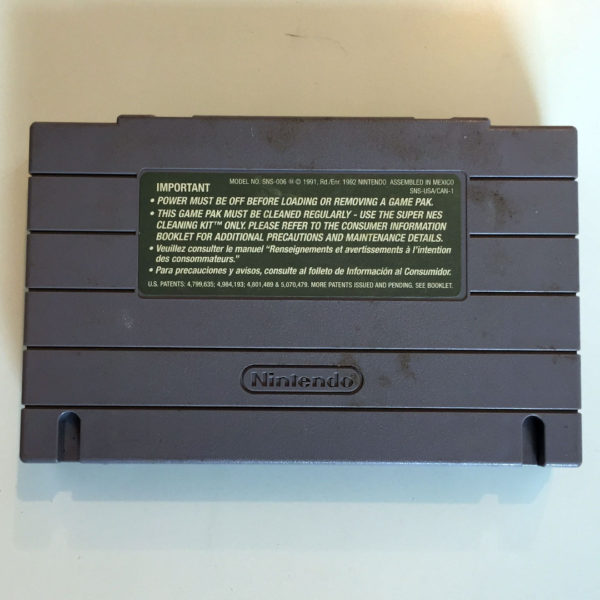 MODEL NO. SNS-006 Ⓜ © 1991, Rd./Enr. 1992 NINTENDO ASSEMBLED IN MEXICO
IMPORTANT SNS-USA/CAN-1
• POWER MUST BE OFF BEFORE LOADING OR REMOVING A GAME PAK.
• THIS GAME PAK MUST BE CLEANED REGULARLY - USE THE SUPER NES
CLEANING KIT™ ONLY. PLEASE REFER TO THE CONSUMER INFORMATION
BOOKLET FOR ADDITIONAL PRECAUTIONS AND MAINTENANCE DETAILS.
• Veuillez consulter le manuel "Renseignements et avertissements à l'intention
des consommateurs."
• Para precauciones y avisos, consulte al folleto de Información al Consumidor.
U.S. PATENTS: 4,799,635; 4,984,193; 4,801,489 & 5,070,479. MORE PATENTS ISSUED AND PENDING, SEE BOOKLET.
Nintendo